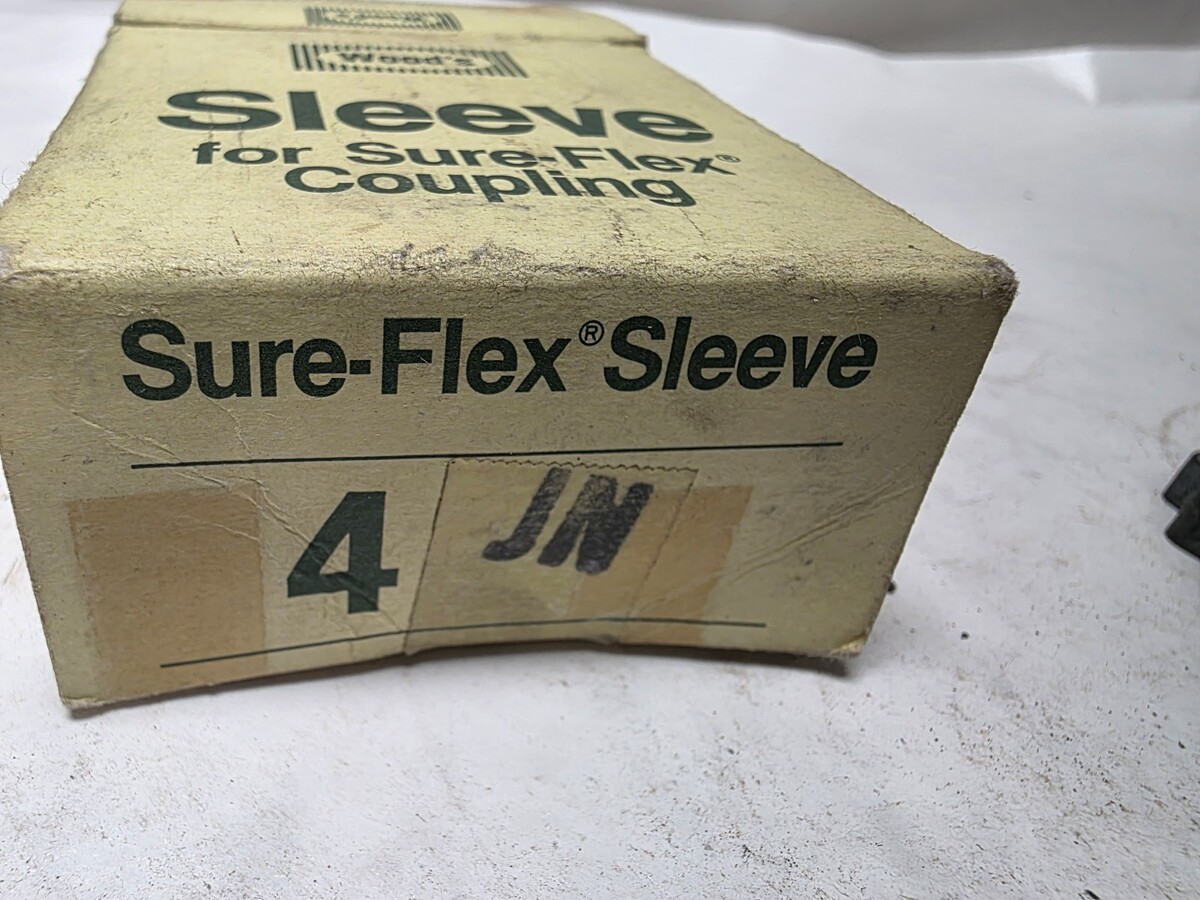 Wood's
Sleeve
for Sure-Flex®
Coupling
Sure-Flex® Sleeve
4 JN